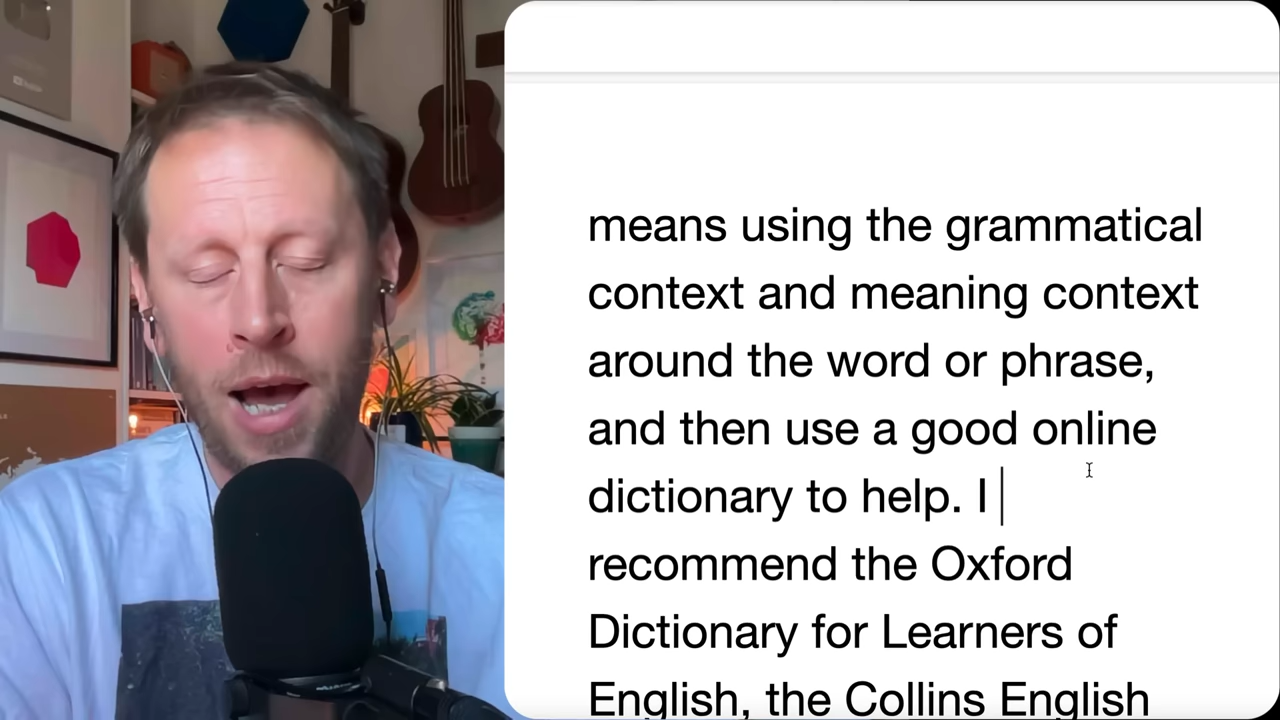 means using the grammatical
context and meaning context
around the word or phrase,
and then use a good online
dictionary to help. I
recommend the Oxford
Dictionary for Learners of
English, the Collins English